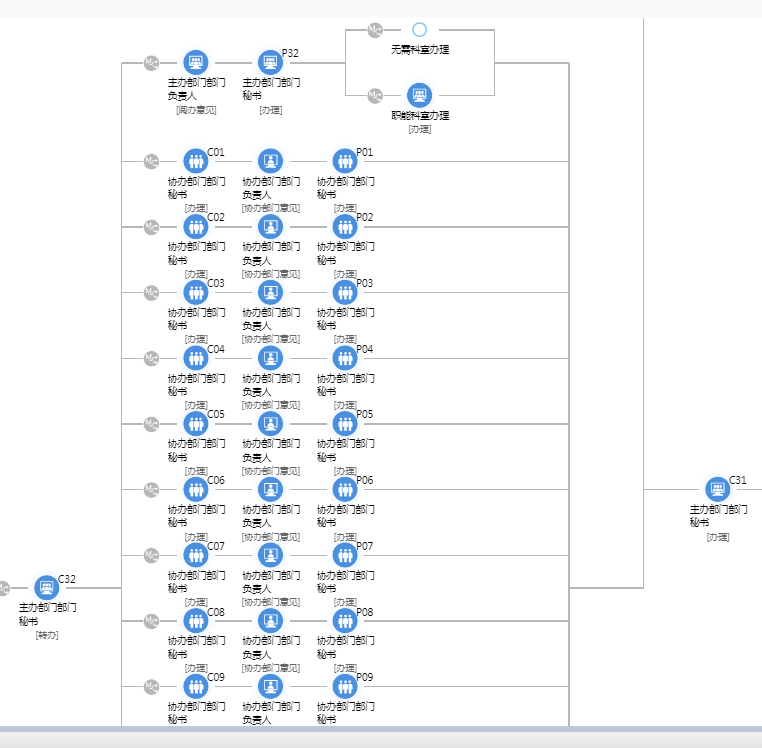 无需科室办理
P32
主办部门部门
负责人
[阅办意见]
主办部门部门
秘书
[办理]
职能科室办理
[办理]
C01
P01
协办部门部门
秘书
[办理]
协办部门部门
负责人
[协办部门意见]
协办部门部门
秘书
[办理]
C02
P02
协办部门部门
秘书
[办理]
协办部门部门
负责人
[协办部门意见]
协办部门部门
秘书
[办理]
C03
P03
协办部门部门
秘书
[办理]
协办部门部门
负责人
[协办部门意见]
协办部门部门
秘书
[办理]
C04
P04
协办部门部门
秘书
[办理]
协办部门部门
负责人
[协办部门意见]
协办部门部门
秘书
[办理]
C05
P05
协办部门部门
秘书
[办理]
协办部门部门
负责人
[协办部门意见]
协办部门部门
秘书
[办理]
C06
P06
协办部门部门
秘书
[办理]
协办部门部门
负责人
[协办部门意见]
协办部门部门
秘书
[办理]
C31
主办部门部门
秘书
[办理]
C07
P07
协办部门部门
秘书
[办理]
协办部门部门
负责人
[协办部门意见]
协办部门部门
秘书
[办理]
C32
主办部门部门
秘书
[转办]
C08
P08
协办部门部门
秘书
[办理]
协办部门部门
负责人
[协办部门意见]
协办部门部门
秘书
[办理]
C09
P09
协办部门部门
秘书
协办部门部门
负责人
协办部门部门
秘书